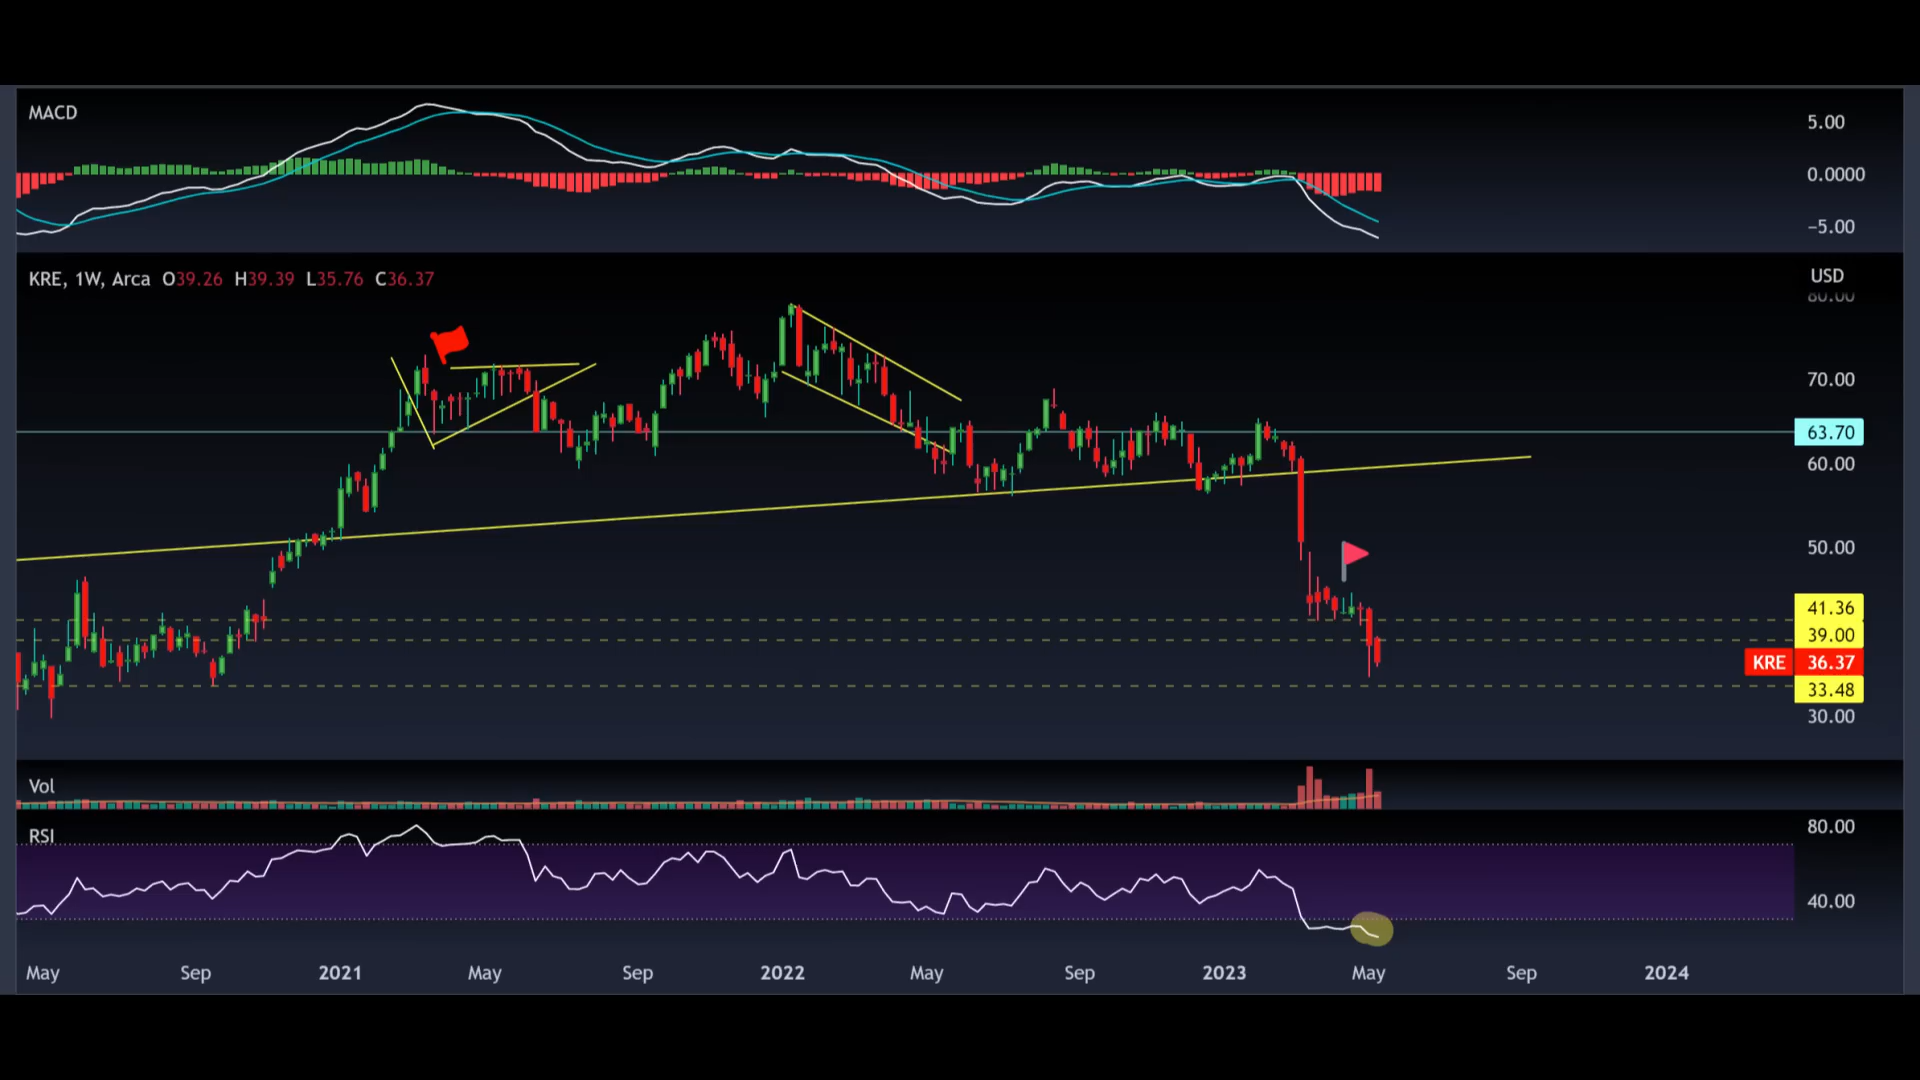 MACD
5.00
0.0000
−5.00
KRE, 1W, Arca O39.26 H39.39 L35.76 C36.37
USD
80.00
70.00
63.70
60.00
50.00
41.36
39.00
KRE 36.37
33.48
30.00
Vol
RSI
80.00
40.00
May Sep 2021 May Sep 2022 May Sep 2023 May Sep 2024